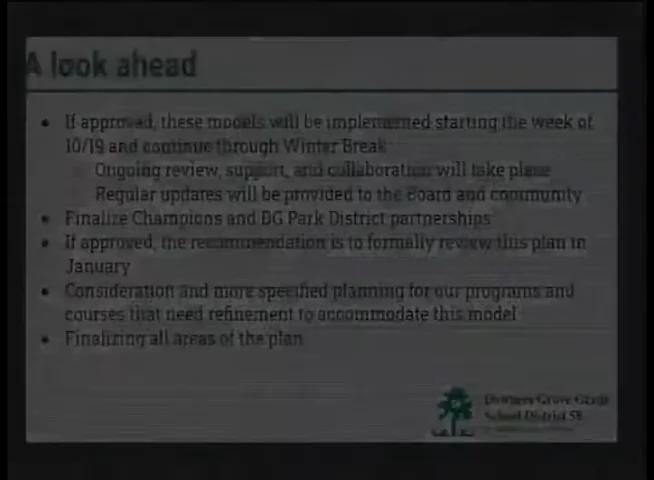 A look ahead
• If approved, these models will be implemented starting the week of
10/19 and continue through Winter Break
Ongoing review, support, and collaboration will take place
Regular updates will be provided to the Board and community
• Finalize Champions and DG Park District partnerships
• If approved, the recommendation is to formally review this plan in
January
• Consideration and more specified planning for our programs and
courses that need refinement to accommodate this model
• Finalizing all areas of the plan
Downers Grove Grade
School District 58